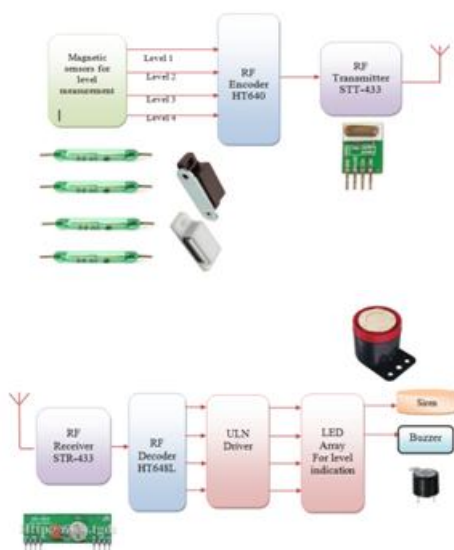 Magnetic
sensors for
level
measurement
Level 1
Level 2
Level 3
Level 4
RF
Encoder
HT640
RF
Transmitter
STT-433
RF
Receiver
STR-433
RF
Decoder
HT648L
ULN
Driver
LED
Array
For level
indication
Siren
Buzzer